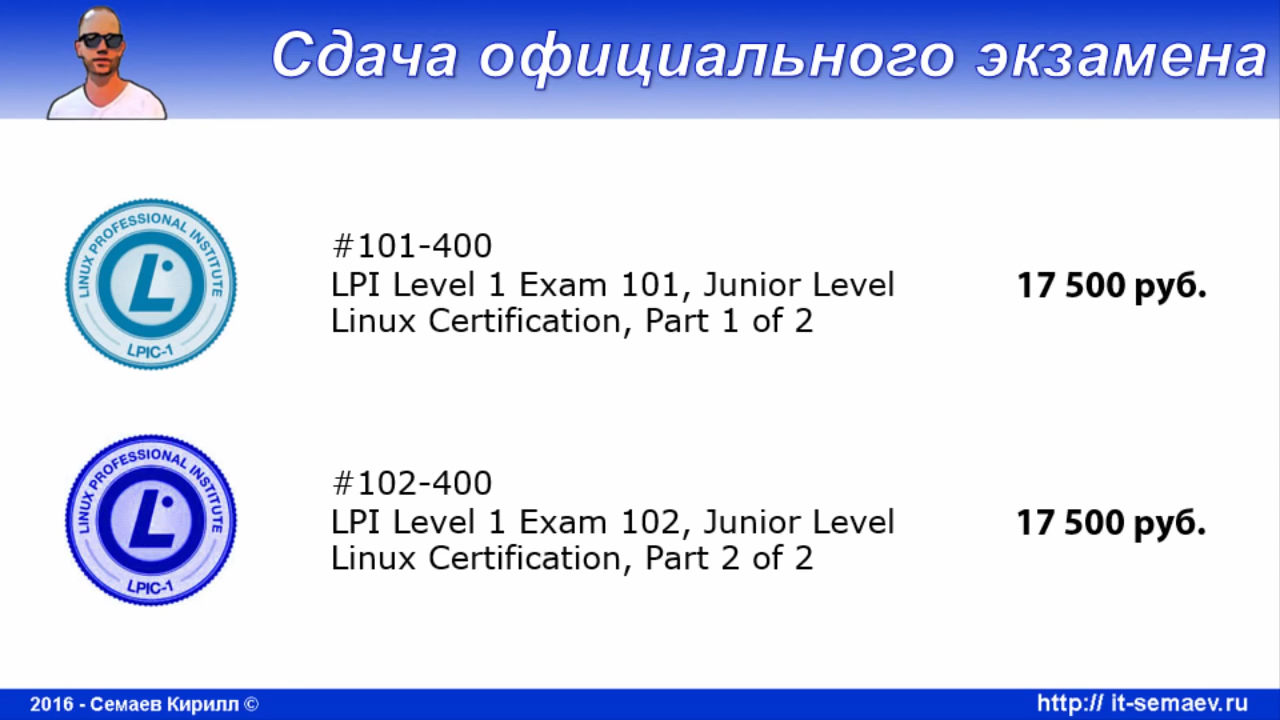 Сдача официального экзамена
LINUX PROFESSIONAL INSTITUTE
LPIC-1
#101-400
LPI Level 1 Exam 101, Junior Level
Linux Certification, Part 1 of 2
17 500 руб.
LINUX PROFESSIONAL INSTITUTE
LPIC-1
#102-400
LPI Level 1 Exam 102, Junior Level
Linux Certification, Part 2 of 2
17 500 руб.
2016 - Семаев Кирилл ©
http:// it-semaev.ru